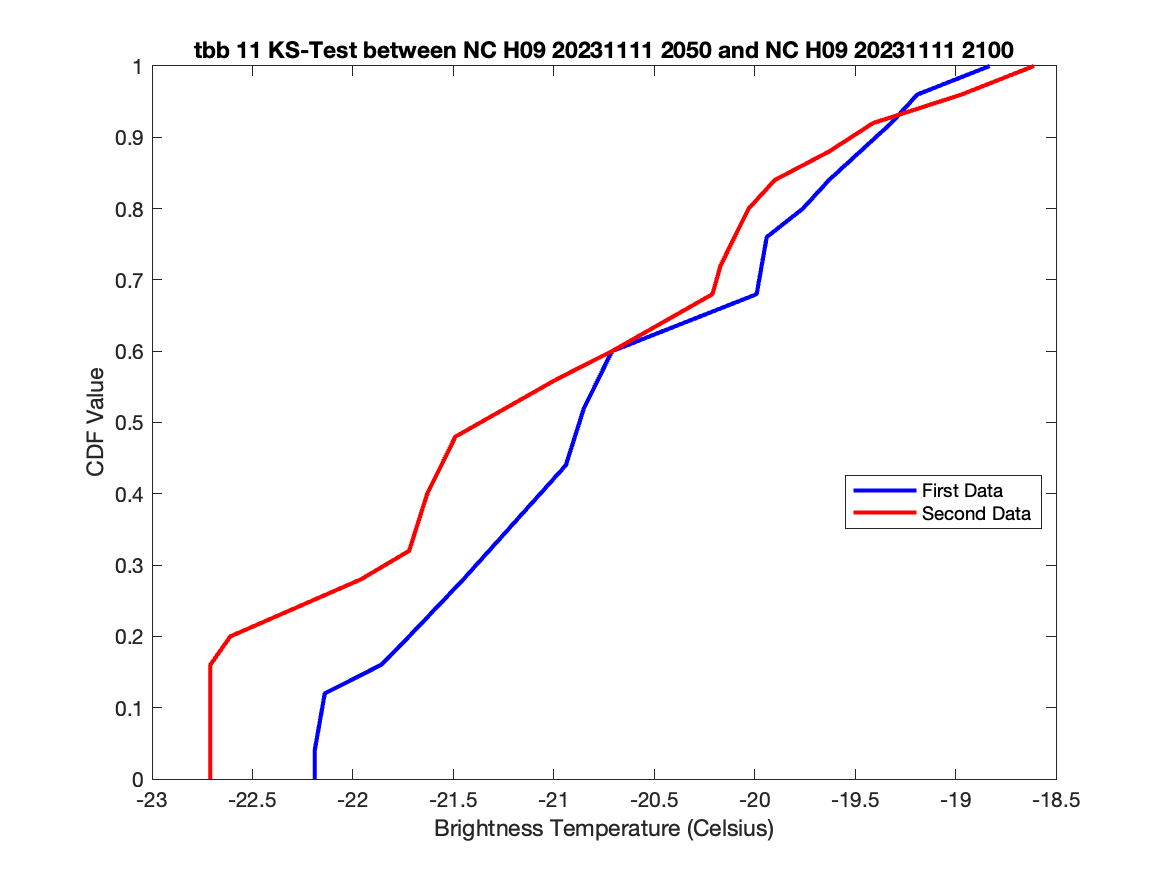 tbb 11 KS-Test between NC H09 20231111 2050 and NC H09 20231111 2100
1
0.9
0.8
0.7
0.6
0.5
0.4
0.3
0.2
0.1
0
CDF Value
First Data
Second Data
-23 -22.5 -22 -21.5 -21 -20.5 -20 -19.5 -19 -18.5
Brightness Temperature (Celsius)